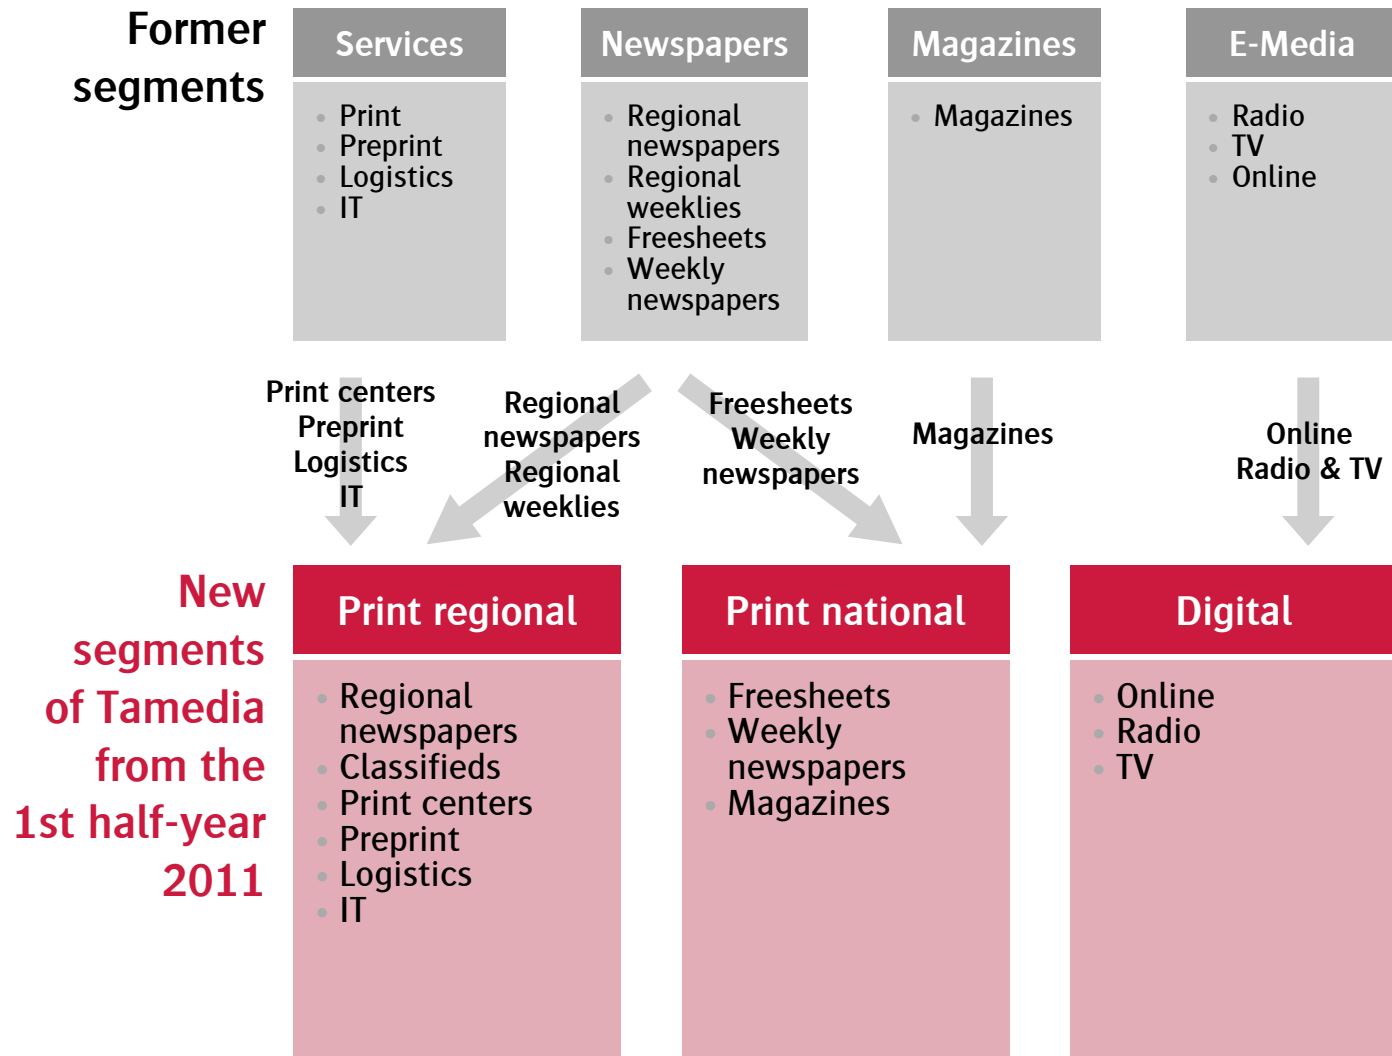 Former
segments
Services
Print
Preprint
Logistics
IT
Newspapers
Regional
newspapers
Regional
weeklies
Freesheets
Weekly
newspapers
Magazines
Magazines
E-Media
Radio
TV
Online
Print centers
Preprint
Logistics
IT
Regional
newspapers
Regional
weeklies
Freesheets
Weekly
newspapers
Magazines
Online
Radio & TV
New
segments
of Tamedia
from the
1st half-year
2011
Print regional
Regional
newspapers
Classifieds
Print centers
Preprint
Logistics
IT
Print national
Freesheets
Weekly
newspapers
Magazines
Digital
Online
Radio
TV